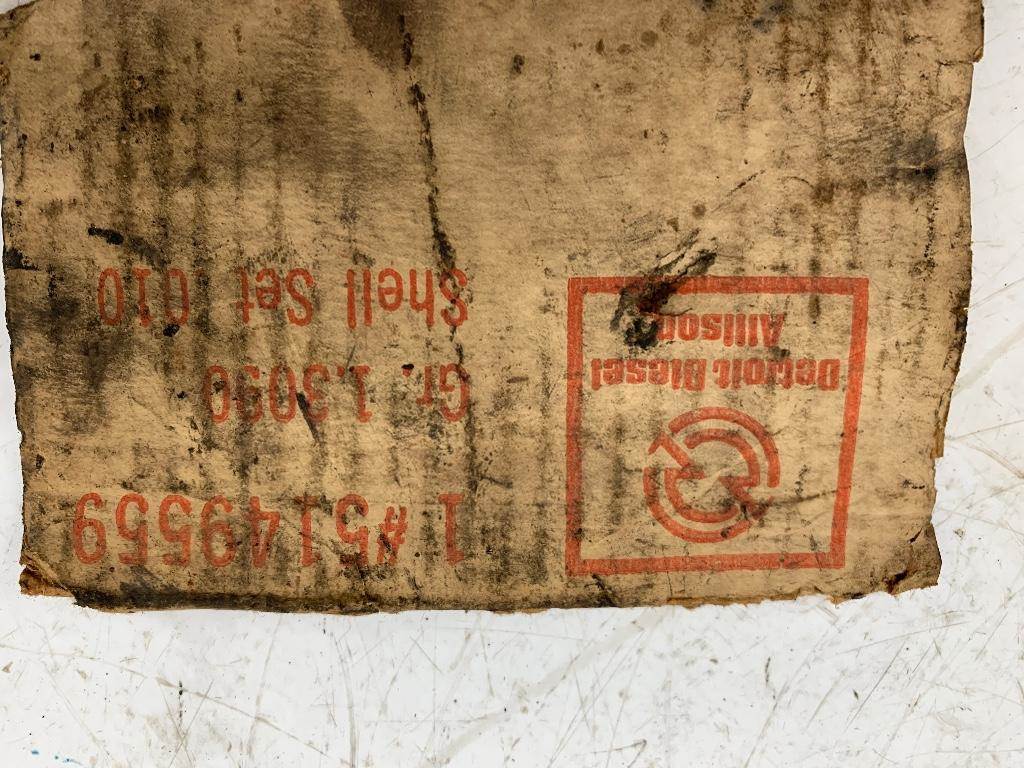 Detroit Diesel
Allison
1 #5149559
Gr. 1.3090
Shell Set 010